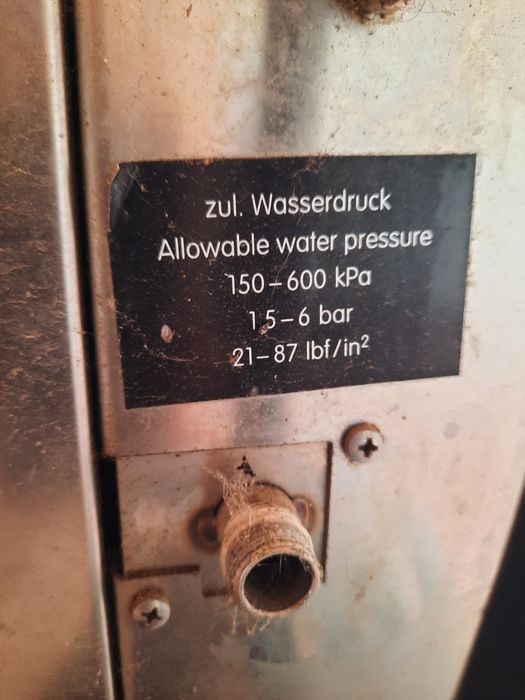 zul. Wasserdruck
Allowable water pressure
150–600 kPa
1 5–6 bar
21–87 lbf/in²